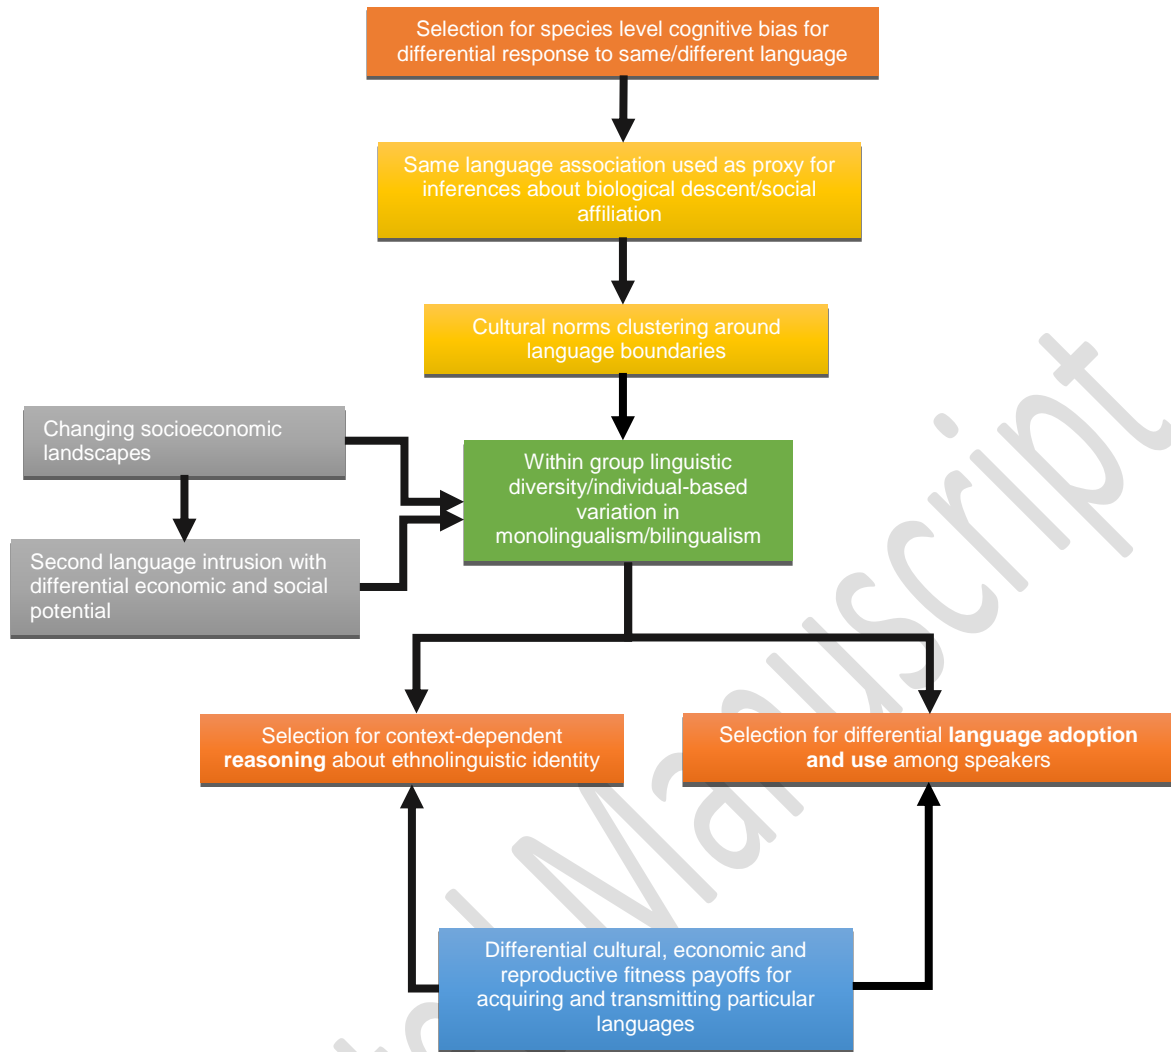 Selection for species level cognitive bias for
differential response to same/different language
Same language association used as proxy for
inferences about biological descent/social
affiliation
Cultural norms clustering around
language boundaries
Changing socioeconomic
landscapes
Within group linguistic
diversity/individual-based
variation in
monolingualism/bilingualism
Second language intrusion with
differential economic and social
potential
Selection for context-dependent
reasoning about ethnolinguistic identity
Selection for differential language adoption
and use among speakers
Differential cultural, economic and
reproductive fitness payoffs for
acquiring and transmitting particular
languages
Manuscript